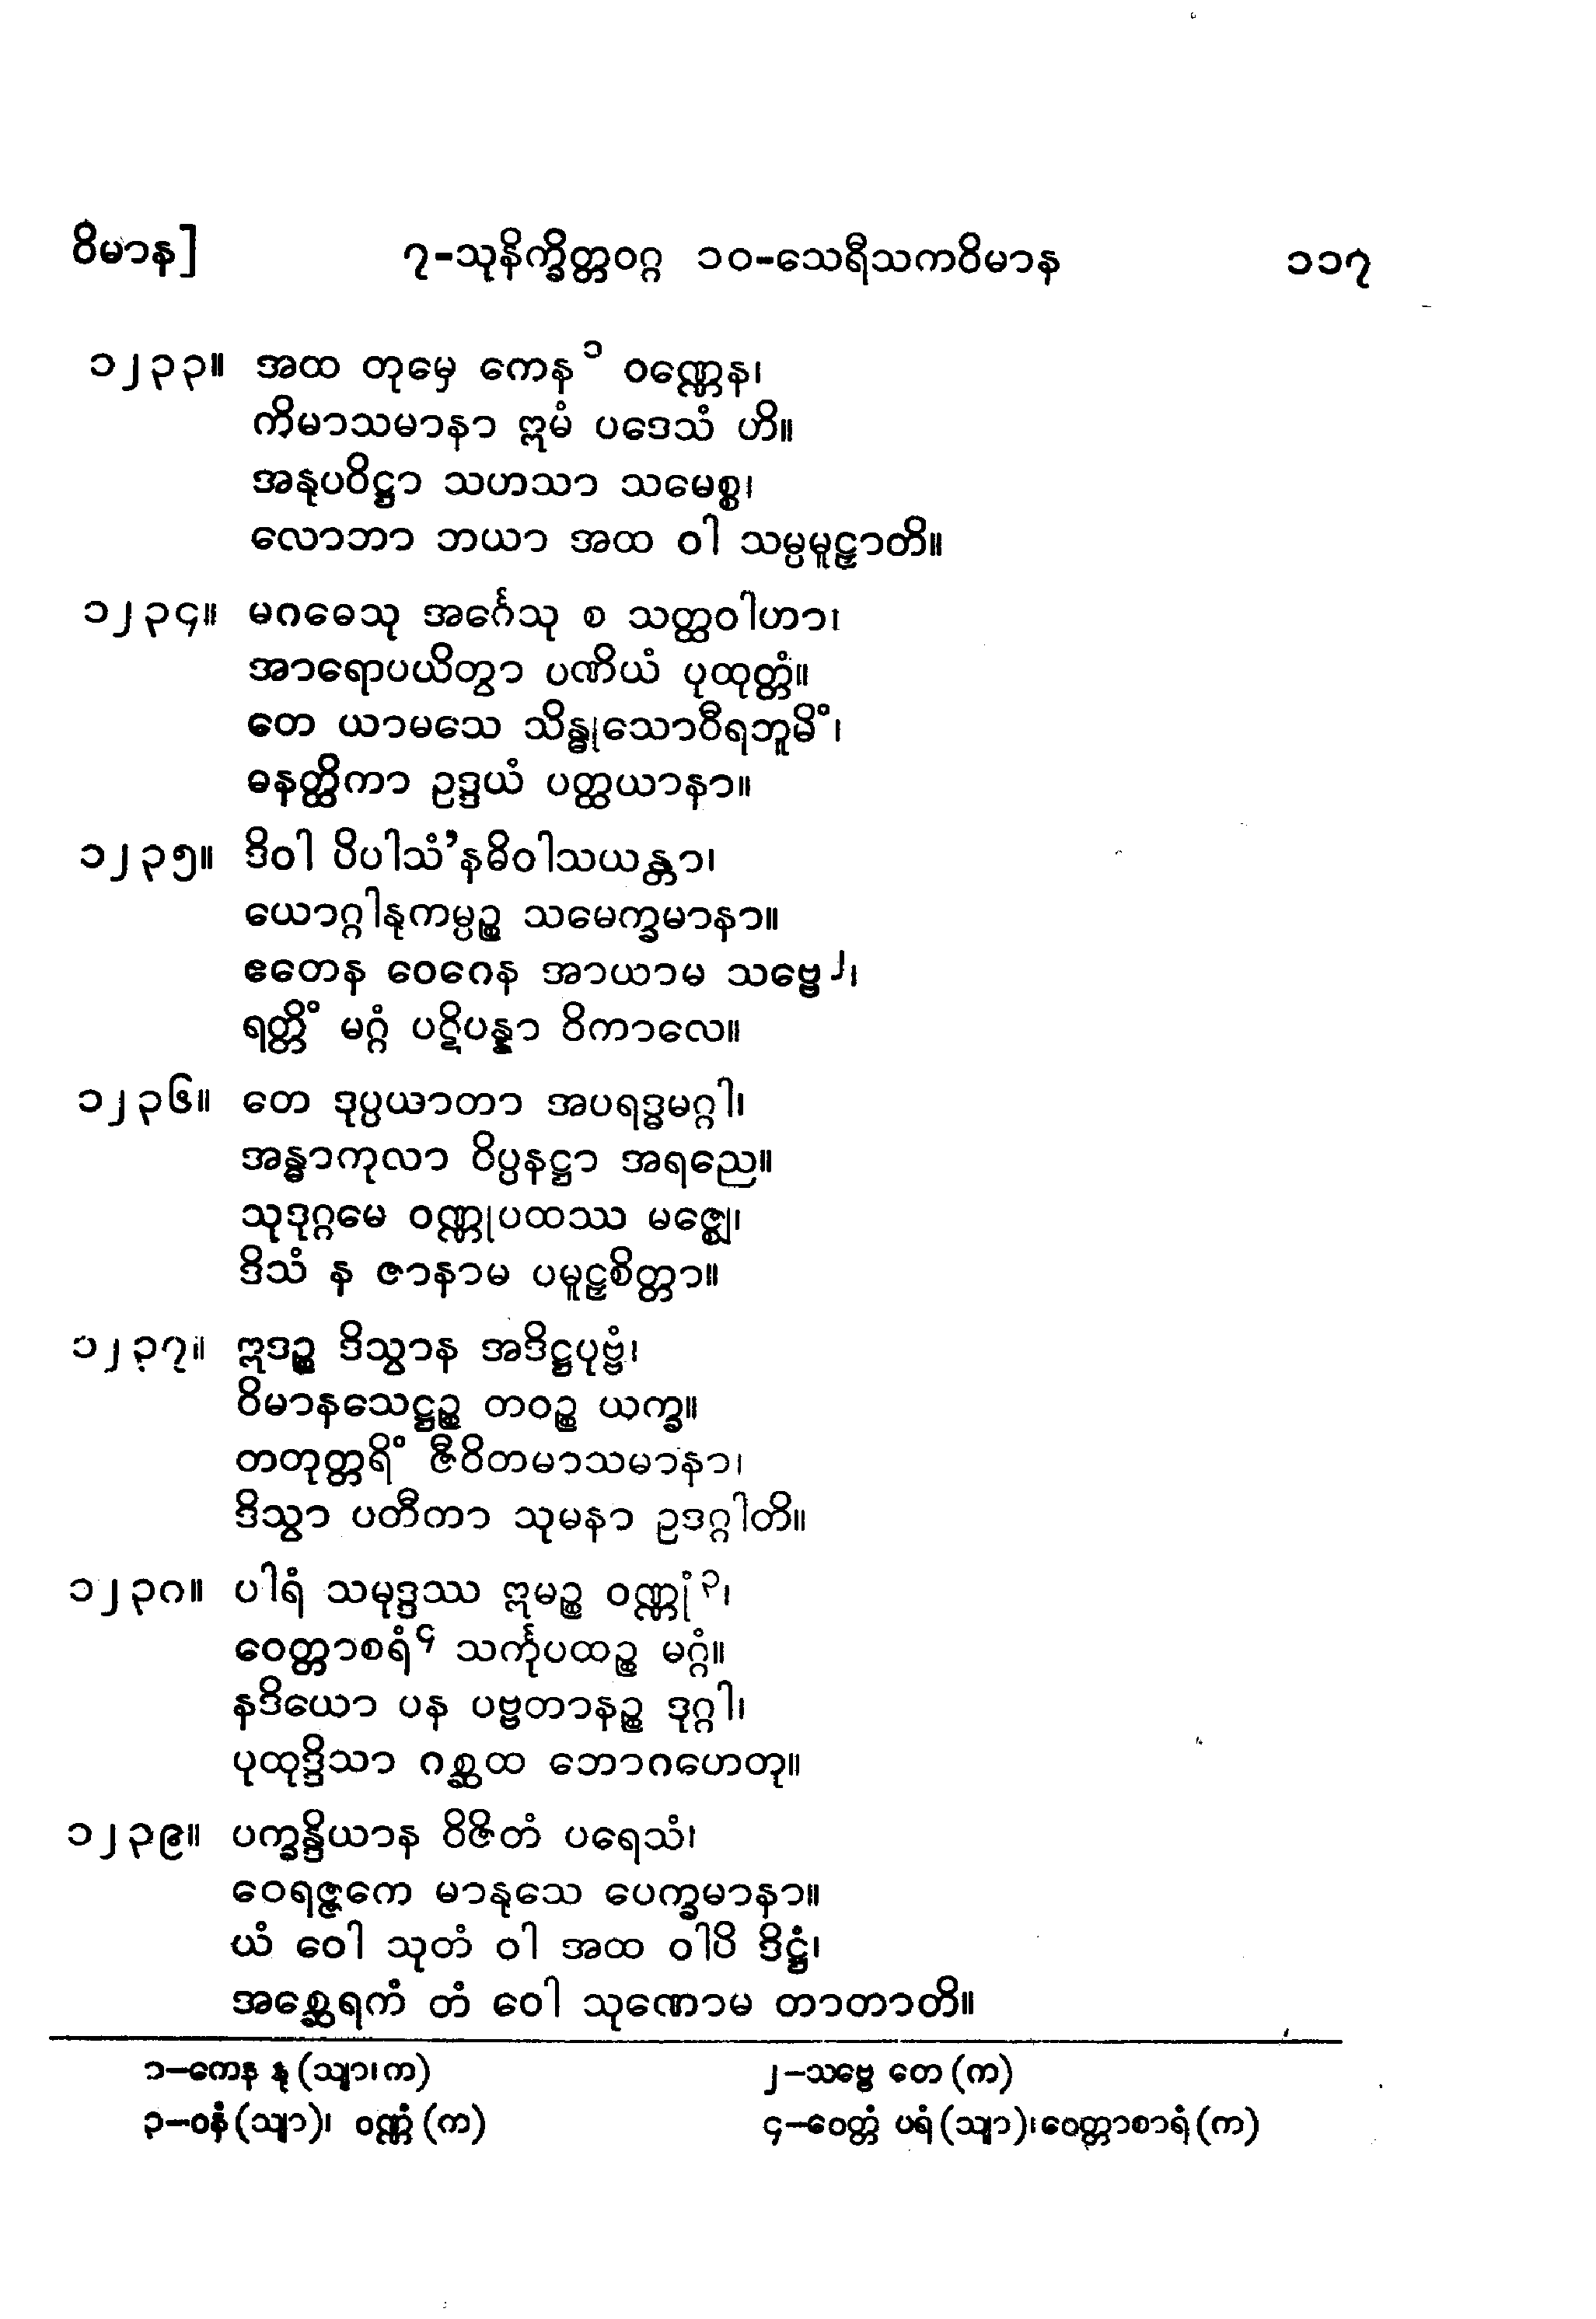 ဝိမာန]	၇-သုနိက္ခိတ္တဝဂ္ဂ ၁၀-သေရီသကဝိမာန	၁၁၇
၁၂၃၃။ အထ တုမှေ ကေန ၁ ဝဏ္ဏေန၊
ကိမာသမာနာ ဣမံ ပဒေသံ ဟိ။
အနုပဝိဋ္ဌာ သဟသာ သမေစ္စ၊
လောဘာ ဘယာ အထ ဝါ သမ္ပမူဠှာတိ။
၁၂၃၄။ မဂဓေသု အင်္ဂေသု စ သတ္ထဝါဟာ၊
အာရောပယိတွာ ပဏိယံ ပုထုတ္တံ။
တေ ယာမသေ သိန္ဓုသောဝီရဘူမိံ၊
ဓနတ္ထိကာ ဥဒ္ဒယံ ပတ္ထယာနာ။
၁၂၃၅။ ဒိဝါ ပိပါသံ’နဓိဝါသယန္တာ၊
ယောဂ္ဂါနုကမ္ပဉ္စ သမေက္ခမာနာ။
ဧတေန ဝေဂေန အာယာမ သဗ္ဗေ ၂၊
ရတ္တိံ မဂ္ဂံ ပဋိပန္နာ ဝိကာလေ။
၁၂၃၆။ တေ ဒုပ္ပယာတာ အပရဒ္ဓမဂ္ဂါ၊
အန္ဓာကုလာ ဝိပ္ပနဋ္ဌာ အရညေ။
သုဒုဂ္ဂမေ ဝဏ္ဏုပထဿ မဇ္ဈေ၊
ဒိသံ န ဇာနာမ ပမူဠှစိတ္တာ။
၁၂၃၇။ ဣဒဉ္စ ဒိသွာန အဒိဋ္ဌပုဗ္ဗံ၊
ဝိမာနသေဋ္ဌဉ္စ တဝဉ္စ ယက္ခ။
တတုတ္တရိံ ဇီဝိတမာသမာနာ၊
ဒိသွာ ပတီကာ သုမနာ ဥဒဂ္ဂါတိ။
၁၂၃၈။ ပါရံ သမုဒ္ဒဿ ဣမဉ္စ ဝဏ္ဏုံ ၃၊
ဝေတ္တာစရံ ၄ သင်္ကုပထဉ္စ မဂ္ဂံ။
နဒိယော ပန ပဗ္ဗတာနဉ္စ ဒုဂ္ဂါ၊
ပုထုဒ္ဒိသာ ဂစ္ဆထ ဘောဂဟေတု။
၁၂၃၉။ ပက္ခန္ဒိယာန ဝိဇိတံ ပရေသံ၊
ဝေရဇ္ဇကေ မာနုသေ ပေက္ခမာနာ။
ယံ ဝေါ သုတံ ဝါ အထ ဝါပိ ဒိဋ္ဌံ၊
အစ္ဆေရကံ တံ ဝေါ သုဏောမ တာတာတိ။
၁–ကေန နု (သျာ၊က)	၂–သဗ္ဗေ တေ (က)
၃–ဝနံ (သျာ)၊ ဝဏ္ဏံ (က)	၄–ဝေတ္တံ ပရံ (သျာ)၊ဝေတ္တာစာရံ (က)